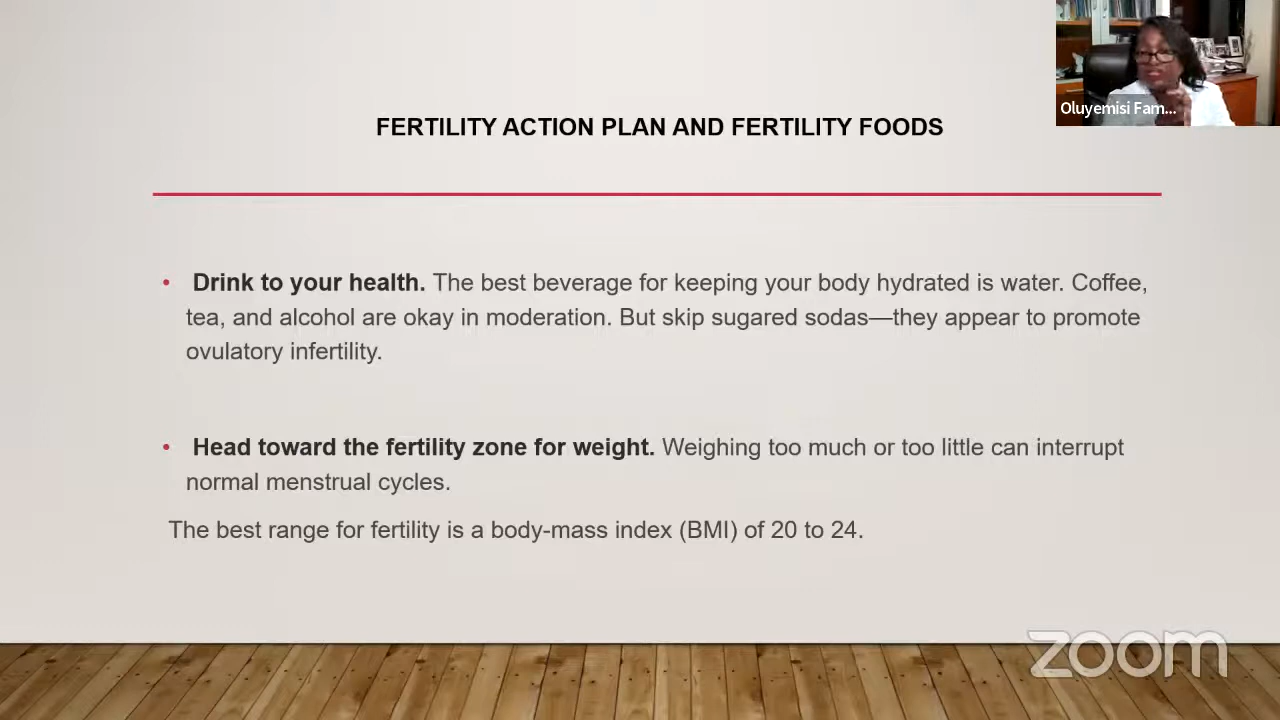 Oluyemisi Fam...
FERTILITY ACTION PLAN AND FERTILITY FOODS
• Drink to your health. The best beverage for keeping your body hydrated is water. Coffee,
tea, and alcohol are okay in moderation. But skip sugared sodas—they appear to promote
ovulatory infertility.
• Head toward the fertility zone for weight. Weighing too much or too little can interrupt
normal menstrual cycles.
The best range for fertility is a body-mass index (BMI) of 20 to 24.
zoom